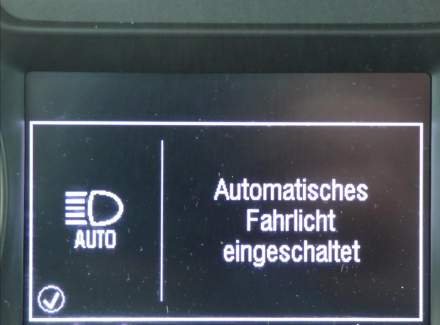 AUTO
Automatisches
Fahrlicht
eingeschaltet